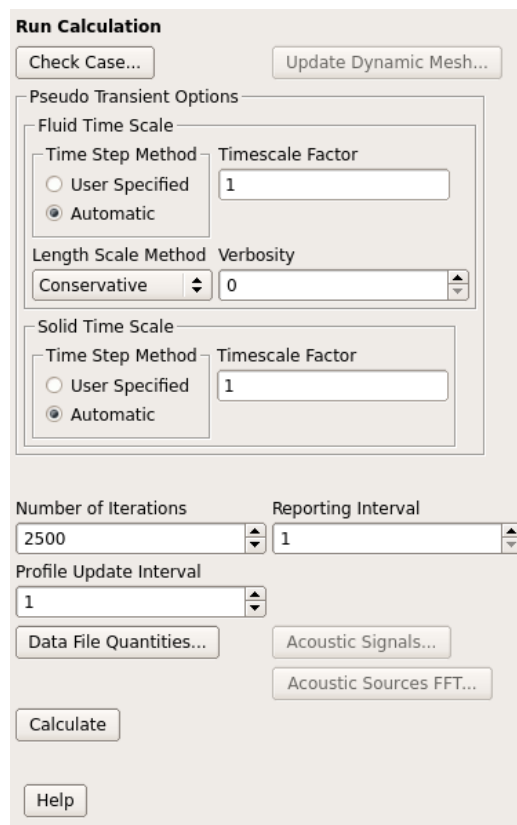 Run Calculation
Check Case... Update Dynamic Mesh...
Pseudo Transient Options
Fluid Time Scale
Time Step Method Timescale Factor
User Specified 1
Automatic
Length Scale Method Verbosity
Conservative 0
Solid Time Scale
Time Step Method Timescale Factor
User Specified 1
Automatic
Number of Iterations Reporting Interval
2500 1
Profile Update Interval
1
Data File Quantities... Acoustic Signals...
Acoustic Sources FFT...
Calculate
Help